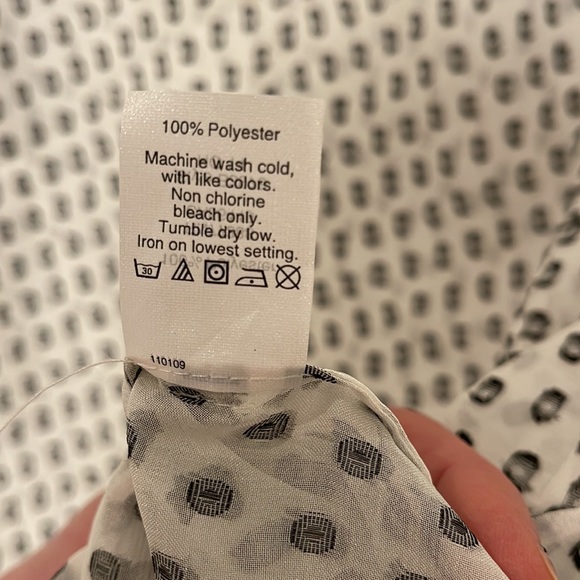 100% Polyester
Machine wash cold,
with like colors.
Non chlorine
bleach only.
Tumble dry low.
Iron on lowest setting.
30
110109